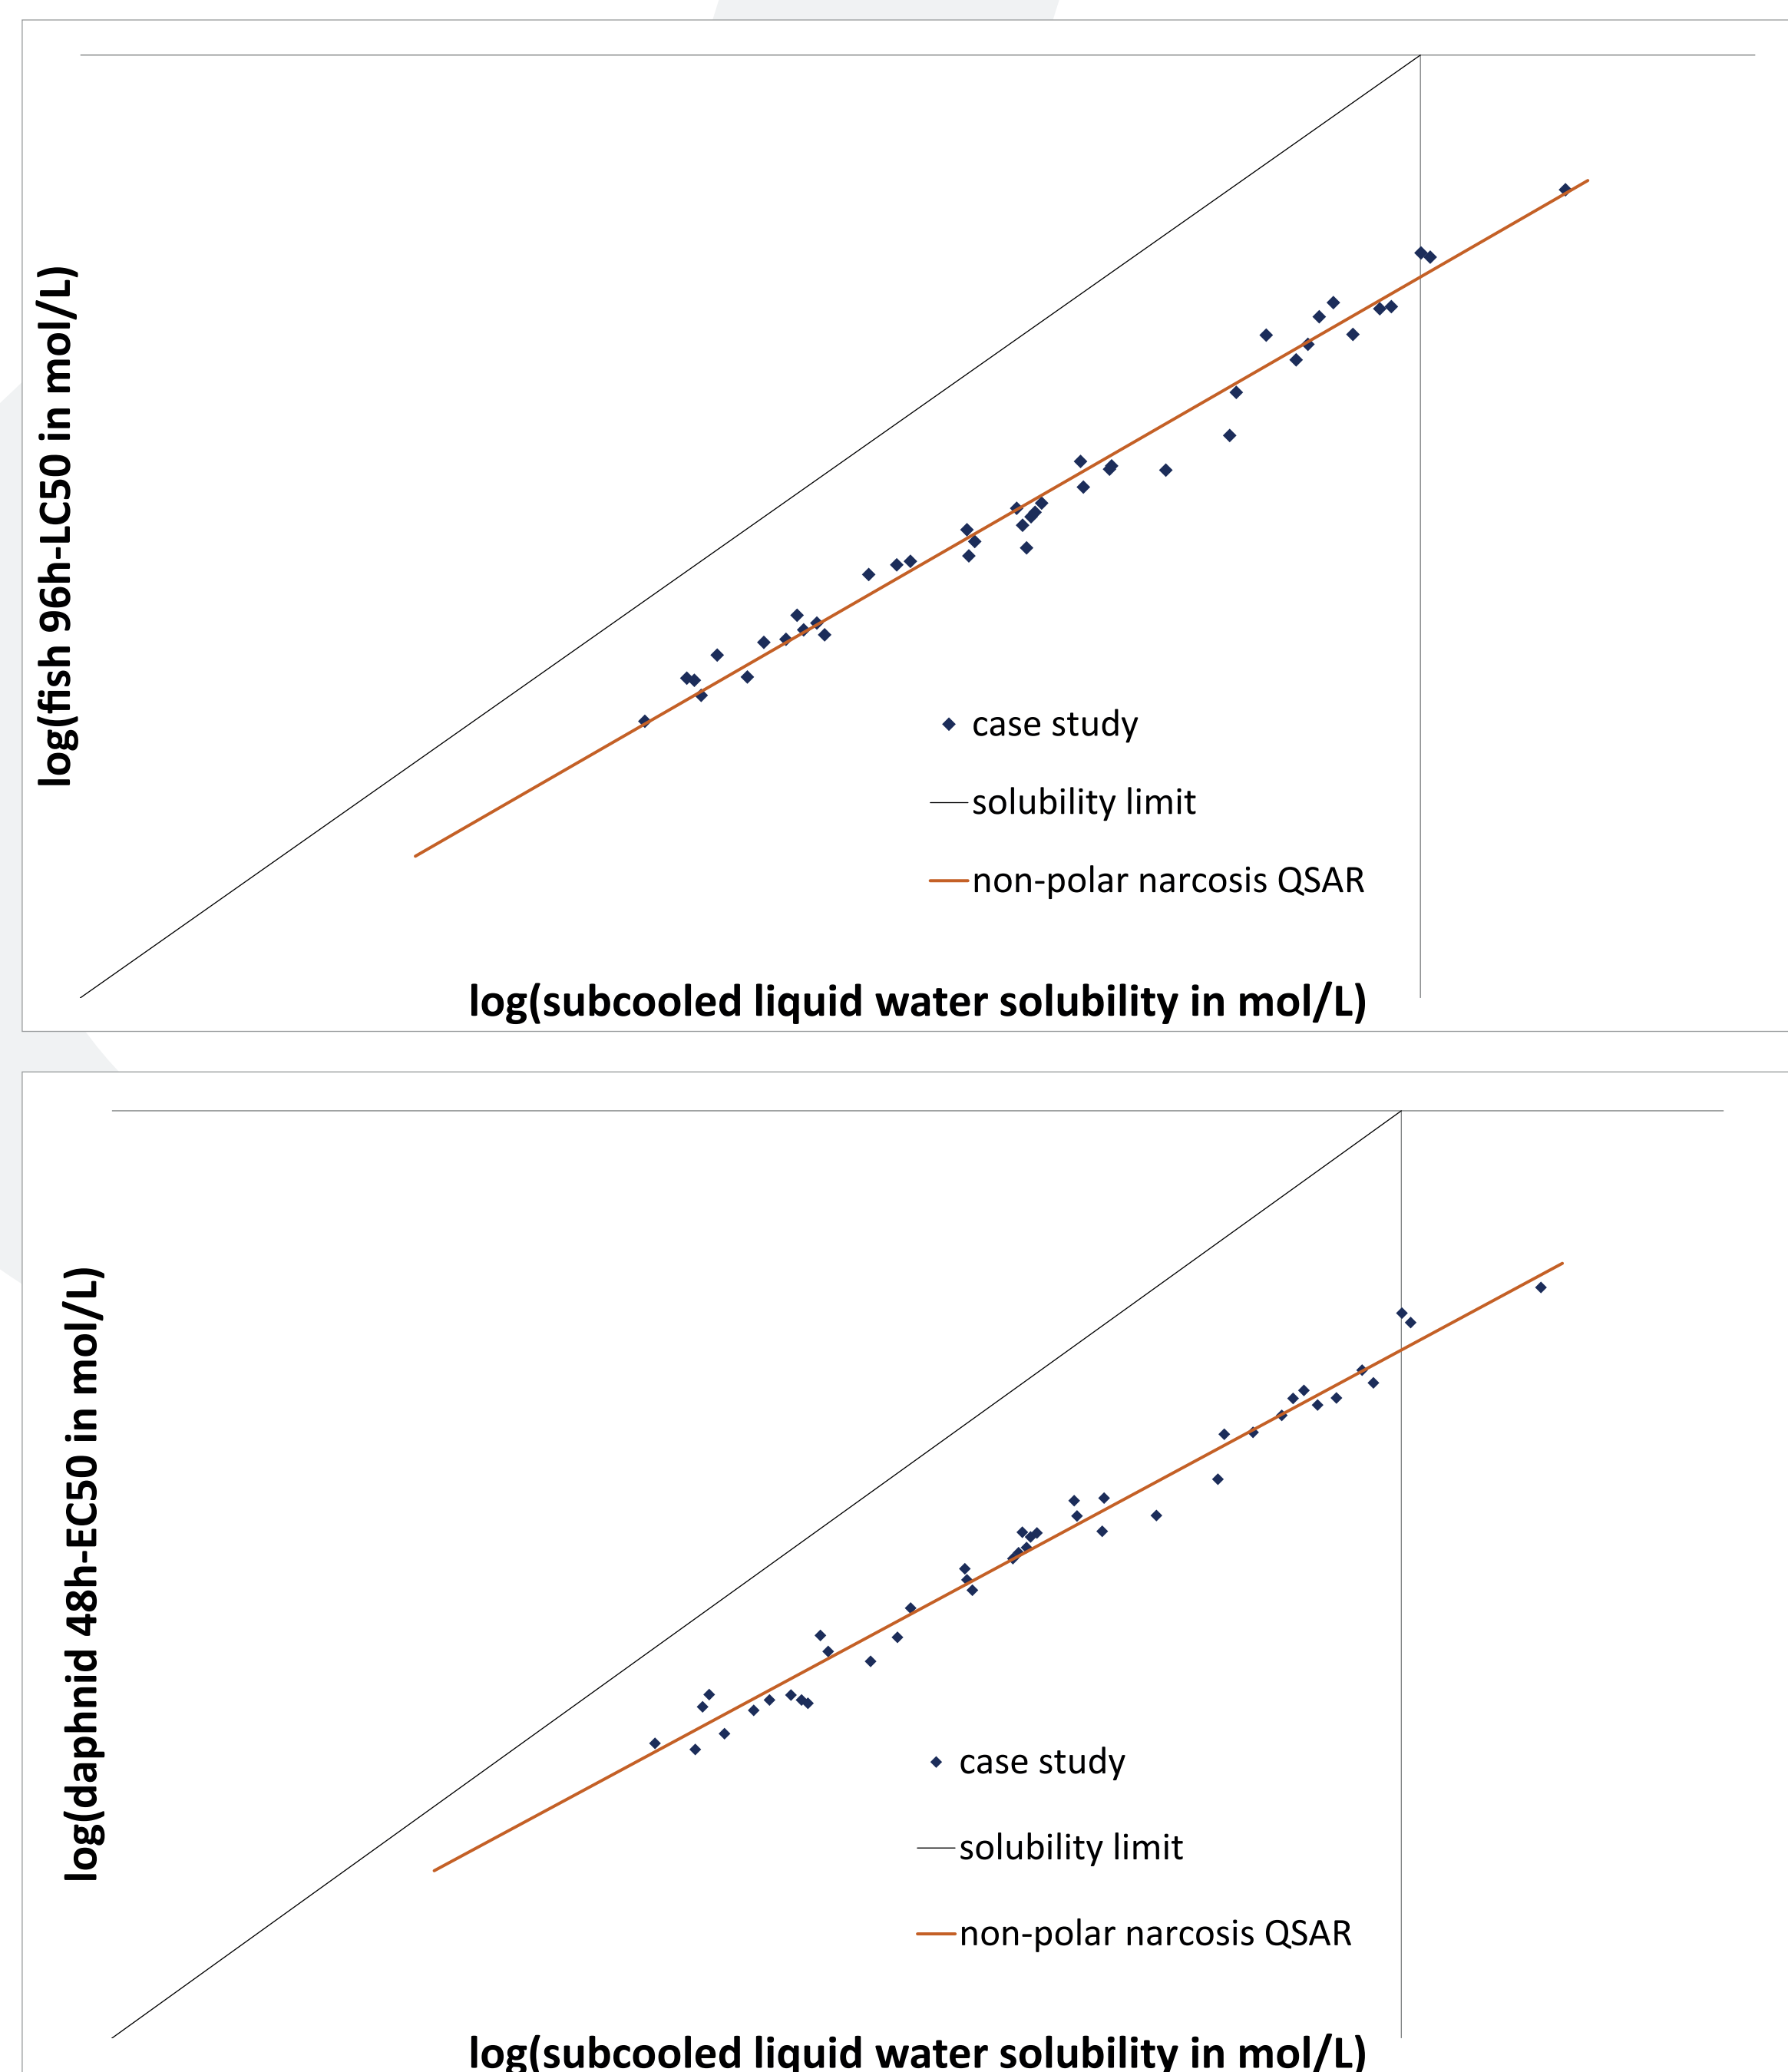 log(fish 96h-LC50 in mol/L)
case study
solubility limit
non-polar narcosis QSAR
log(subcooled liquid water solubility in mol/L)
log(daphnid 48h-EC50 in mol/L)
case study
solubility limit
non-polar narcosis QSAR
log(subcooled liquid water solubility in mol/L)